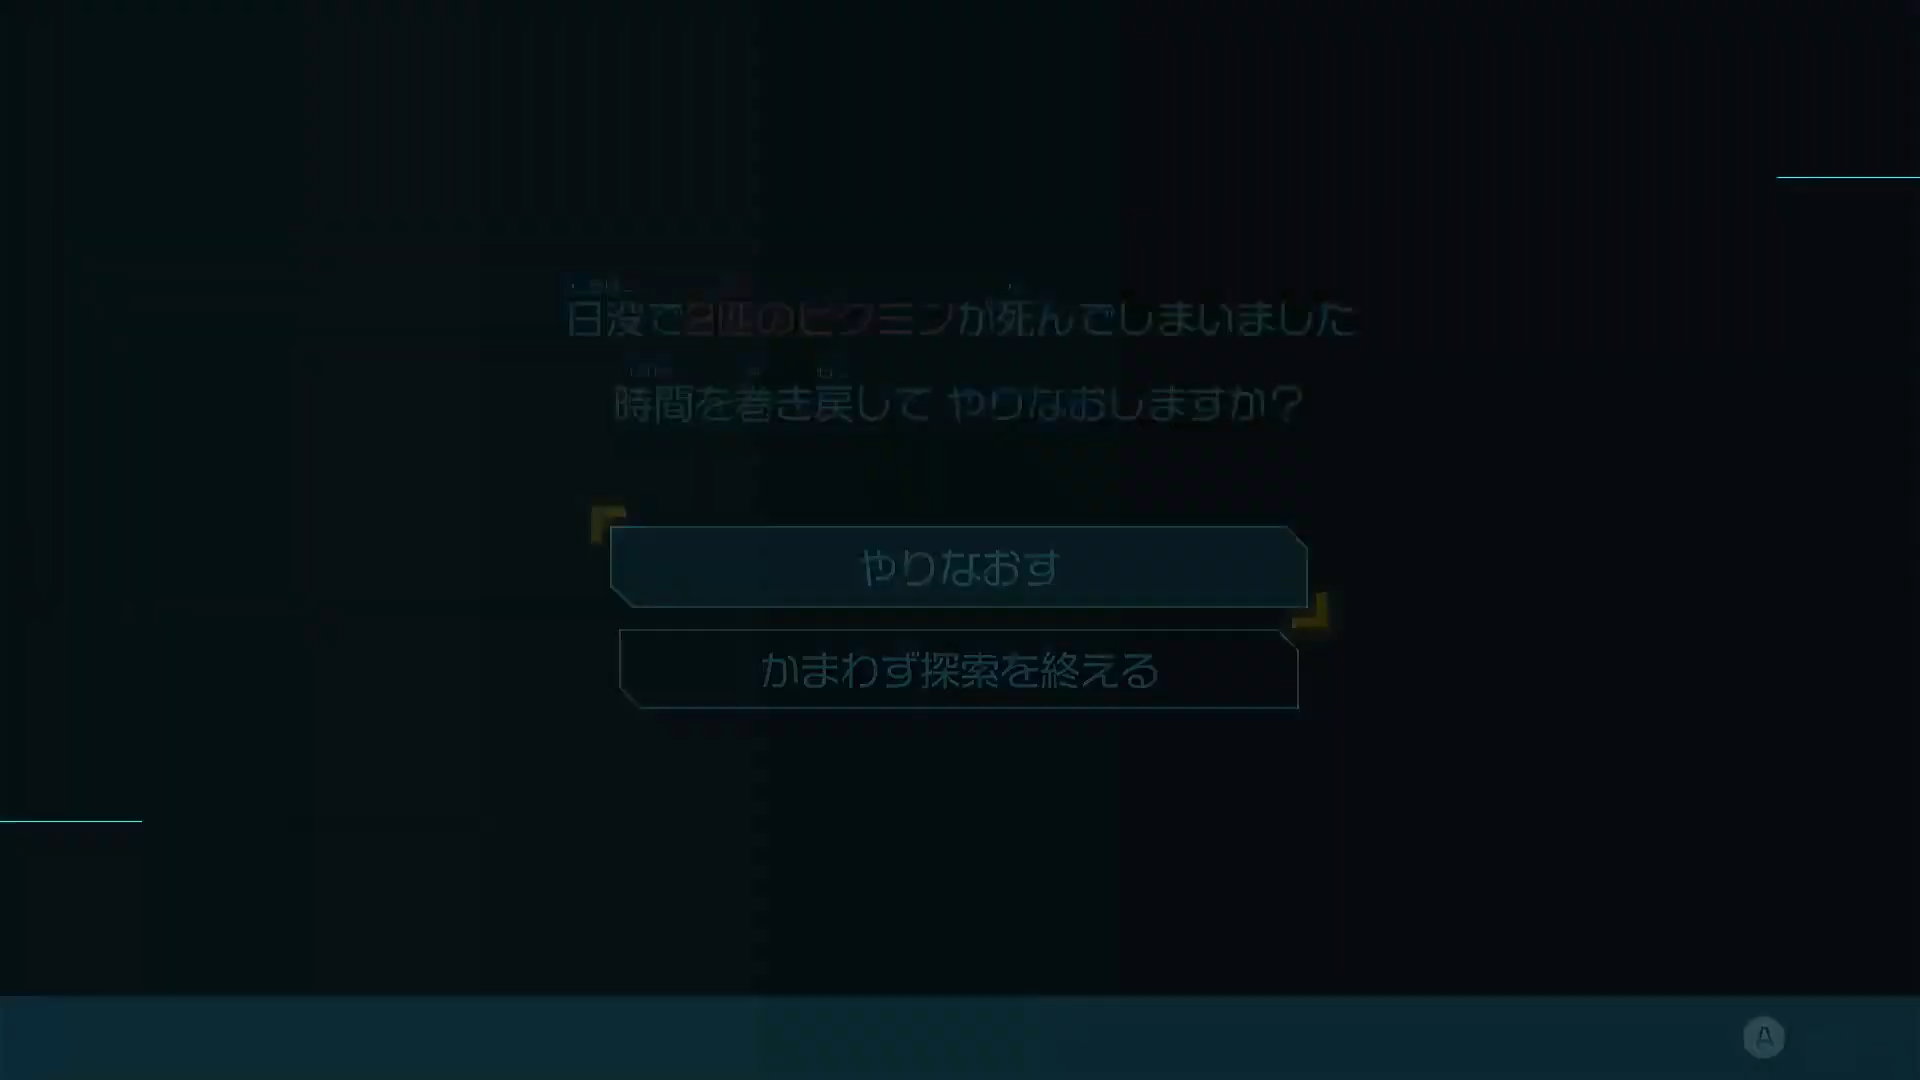 日没で2匹のピクミンが死んでしまいました
時間を巻き戻して やりなおしますか？
やりなおす
かまわず探索を終える
A